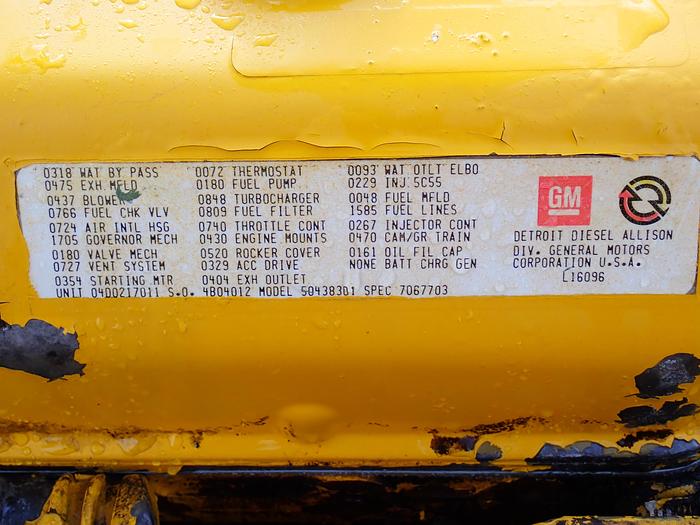 0318 WAT BY PASS 0072 THERMOSTAT 0093 WAT OTLT ELBO
0475 EXH MFLD 0180 FUEL PUMP 0229 INJ.5C55
0437 BLOWER 0848 TURBOCHARGER 0048 FUEL MFLD
0766 FUEL CHK VLV 0809 FUEL FILTER 1585 FUEL LINES
0724 AIR INTL HSG 0740 THROTTLE CONT 0267 INJECTOR CONT
1705 GOVERNOR MECH 0430 ENGINE MOUNTS 0470 CAM/GR TRAIN
0180 VALVE MECH 0520 ROCKER COVER 0161 OIL FIL CAP
0727 VENT SYSTEM 0329 ACC DRIVE NONE BATT CHRG GEN
0354 STARTING MTR 0404 EXH OUTLET
UNIT 04D0217011 S.O. 4B04012 MODEL 50438301 SPEC 7067703
GM
DETROIT DIESEL ALLISON
DIV. GENERAL MOTORS
CORPORATION U.S.A.
L16096